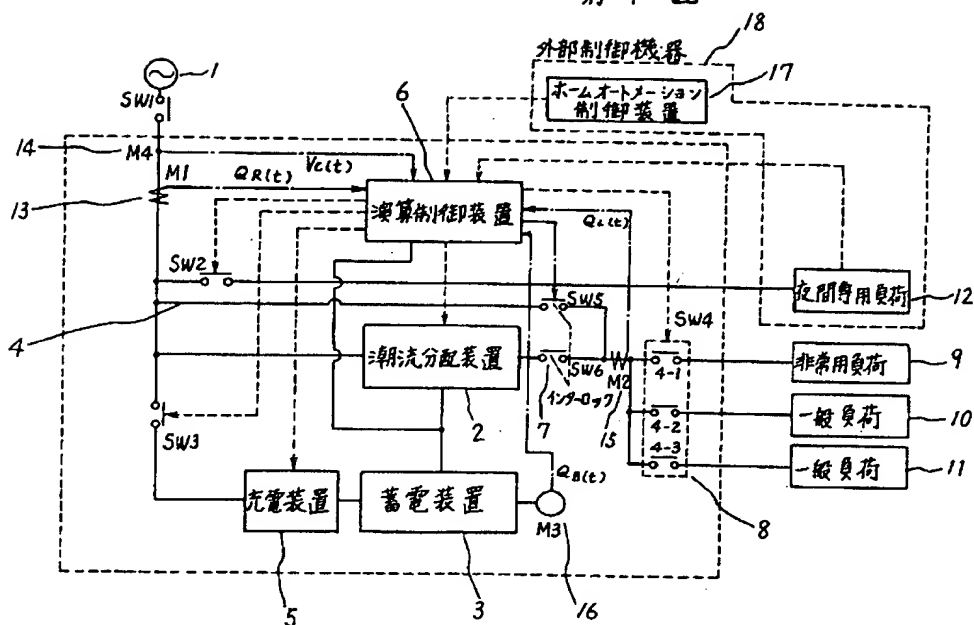 18
外部制御機器
17
1
ホームオートメーション
制御装置
SW1
6
14
M4
Vc(t)
M1
QR(t)
13
演算制御装置
QL(t)
SW2
SW5
夜間専用負荷
12
4
SW4
潮流分配装置
SW6
M2
4-1
非常用負荷
9
インターロック
SW3
2
7
15
4-2
一般負荷
10
4-3
一般負荷
11
QB(t)
充電装置
蓄電装置
M3
8
5
3
16